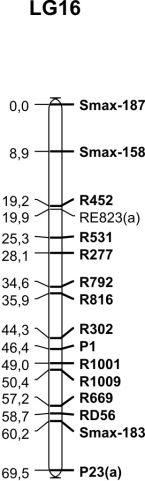 LG16
0,0 Smax-187
8,9 Smax-158
19,2 R452
19,9 RE823(a)
25,3 R531
28,1 R277
34,6 R792
35,9 R816
44,3 R302
46,4 P1
49,0 R1001
50,4 R1009
57,2 R669
58,7 RD56
60,2 Smax-183
69,5 P23(a)